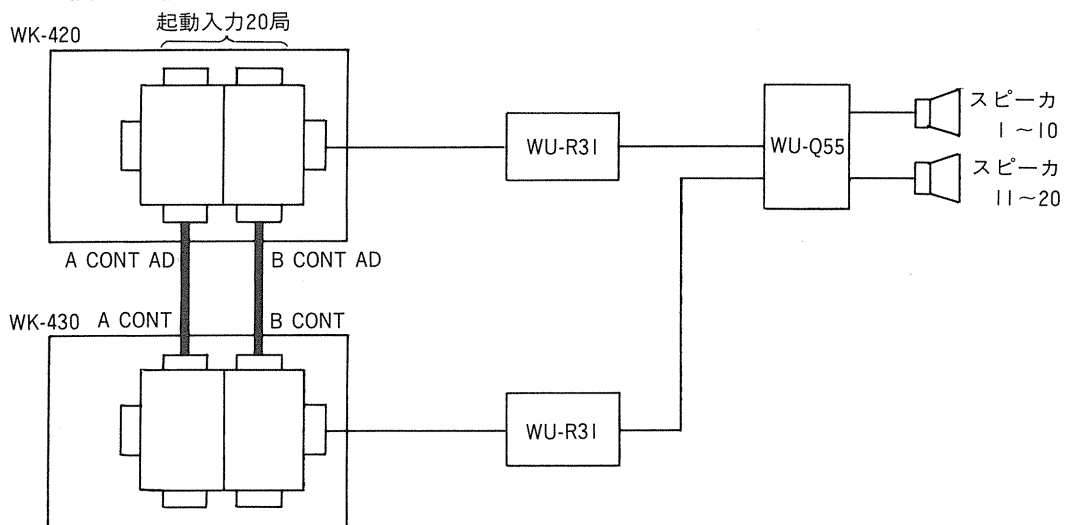 起動入力20局
WK-420
WU-R31
WU-Q55
スピーカ
1～10
スピーカ
11～20
A CONT AD
B CONT AD
WK-430
A CONT
B CONT
WU-R31